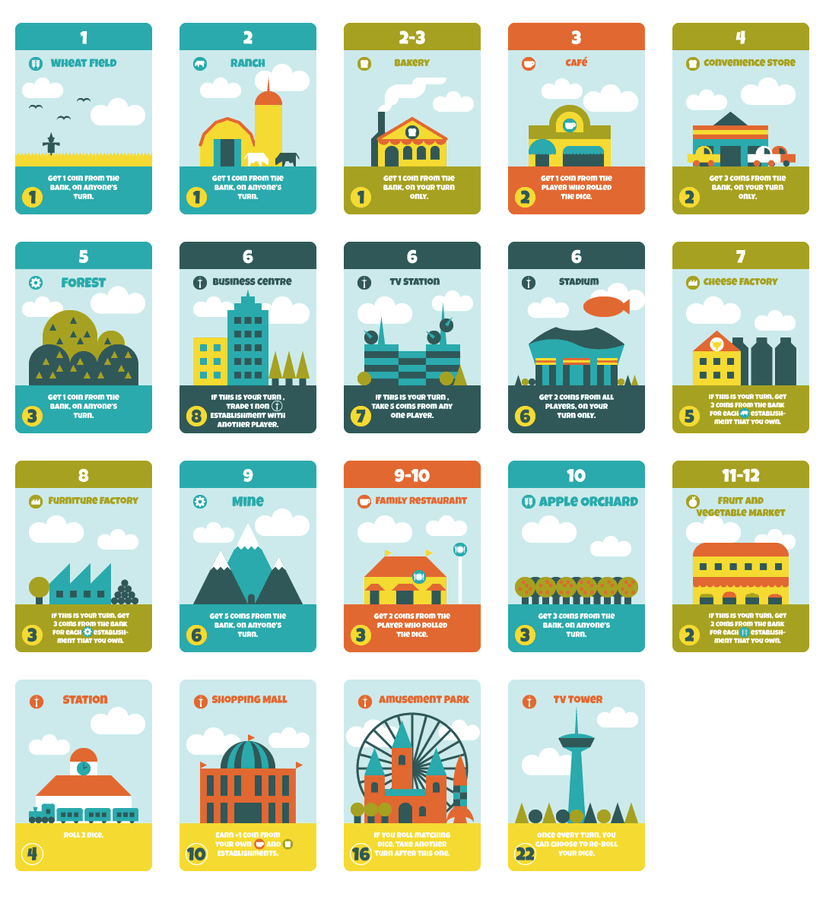 1
WHEAT FIELD
GET 1 COIN FROM THE
BANK, ON ANYONE'S
TURN.
1
2
RANCH
GET 1 COIN FROM THE
BANK, ON ANYONE'S
TURN.
1
2-3
BAKERY
GET 1 COIN FROM THE
BANK, ON YOUR TURN
ONLY.
1
3
CAFÉ
GET 1 COIN FROM THE
PLAYER WHO ROLLED
THE DICE.
2
4
CONVENIENCE STORE
GET 3 COINS FROM THE
BANK, ON YOUR TURN
ONLY.
2
5
FOREST
GET 1 COIN FROM THE
BANK, ON ANYONE'S
TURN.
3
6
BUSINESS CENTRE
IF THIS IS YOUR TURN ,
TRADE 1 NON
ESTABLISHMENT WITH
ANOTHER PLAYER.
8
6
TV STATION
IF THIS IS YOUR TURN ,
TAKE 5 COINS FROM ANY
ONE PLAYER.
7
6
STADIUM
GET 2 COINS FROM ALL
PLAYERS, ON YOUR
TURN ONLY.
6
7
CHEESE FACTORY
IF THIS IS YOUR TURN, GET
3 COINS FROM THE BANK
FOR EACH ESTABLISH-
MENT THAT YOU OWN.
5
8
FURNITURE FACTORY
IF THIS IS YOUR TURN, GET
3 COINS FROM THE BANK
FOR EACH ESTABLISH-
MENT THAT YOU OWN.
3
9
MINE
GET 5 COINS FROM THE
BANK, ON ANYONE'S
TURN.
6
9-10
FAMILY RESTAURANT
GET 2 COINS FROM THE
PLAYER WHO ROLLED
THE DICE.
3
10
APPLE ORCHARD
GET 3 COINS FROM THE
BANK, ON ANYONE'S
TURN.
3
11-12
FRUIT AND
VEGETABLE MARKET
IF THIS IS YOUR TURN, GET
2 COINS FROM THE BANK
FOR EACH ESTABLISH-
MENT THAT YOU OWN.
2
STATION
ROLL 2 DICE.
4
SHOPPING MALL
EARN +1 COIN FROM
YOUR OWN AND
ESTABLISHMENTS.
10
AMUSEMENT PARK
IF YOU ROLL MATCHING
DICE, TAKE ANOTHER
TURN AFTER THIS ONE.
16
TV TOWER
ONCE EVERY TURN, YOU
CAN CHOOSE TO RE-ROLL
YOUR DICE.
22